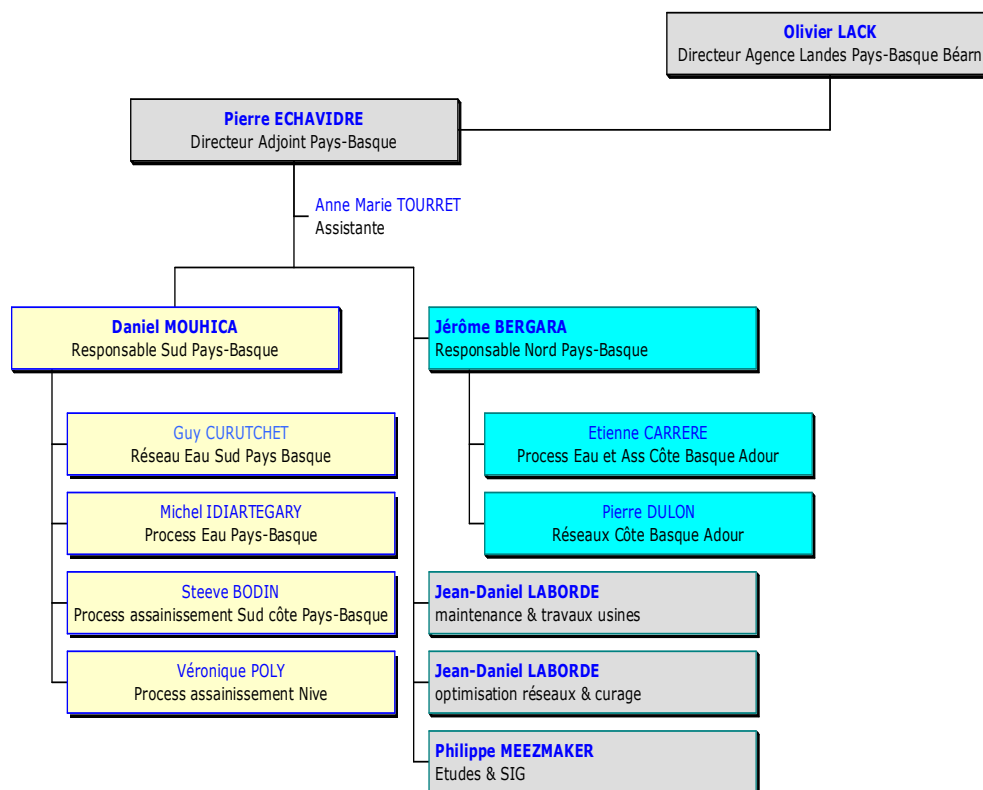 Olivier LACK
Directeur Agence Landes Pays-Basque Béarn
Pierre ECHAVIDRE
Directeur Adjoint Pays-Basque
Anne Marie TOURRET
Assistante
Daniel MOUHICA
Responsable Sud Pays-Basque
Guy CURUTCHET
Réseau Eau Sud Pays Basque
Michel IDIARTEGARY
Process Eau Pays-Basque
Steeve BODIN
Process assainissement Sud côte Pays-Basque
Véronique POLY
Process assainissement Nive
Jérôme BERGARA
Responsable Nord Pays-Basque
Etienne CARRERE
Process Eau et Ass Côte Basque Adour
Pierre DULON
Réseaux Côte Basque Adour
Jean-Daniel LABORDE
maintenance & travaux usines
Jean-Daniel LABORDE
optimisation réseaux & curage
Philippe MEEZMAKER
Etudes & SIG